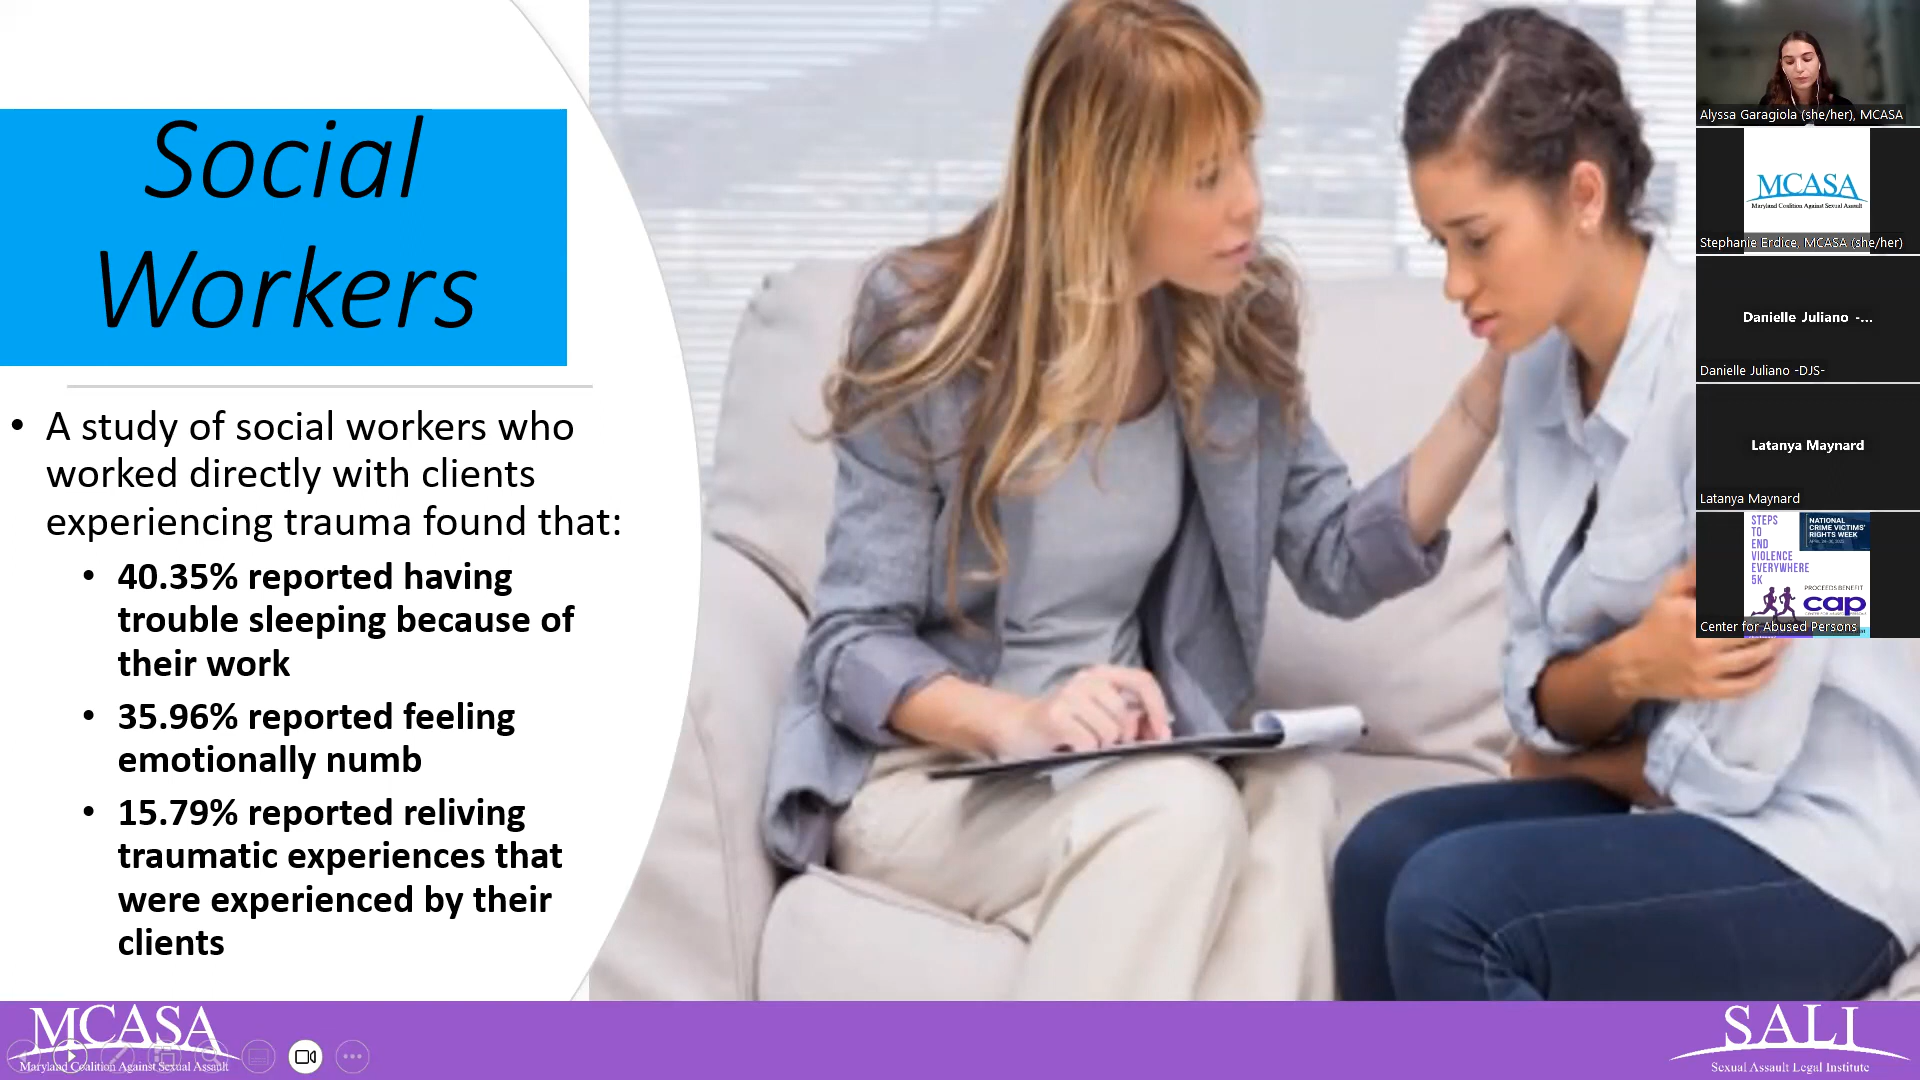 Social
Workers
• A study of social workers who
worked directly with clients
experiencing trauma found that:
• 40.35% reported having
trouble sleeping because of
their work
• 35.96% reported feeling
emotionally numb
• 15.79% reported reliving
traumatic experiences that
were experienced by their
clients
MCASA
Maryland Coalition Against Sexual Assault
SALI
Sexual Assault Legal Institute
Alyssa Garagiola (she/her), MCASA
MCASA
Maryland Coalition Against Sexual Assault
Stephanie Erdice, MCASA (she/her)
Danielle Juliano -...
Danielle Juliano -DJS-
Latanya Maynard
Latanya Maynard
STEPS
TO
END
VIOLENCE
EVERYWHERE
5K
NATIONAL
CRIME VICTIMS'
RIGHTS WEEK
PROCEEDS BENEFIT
cap
Center for Abused Persons